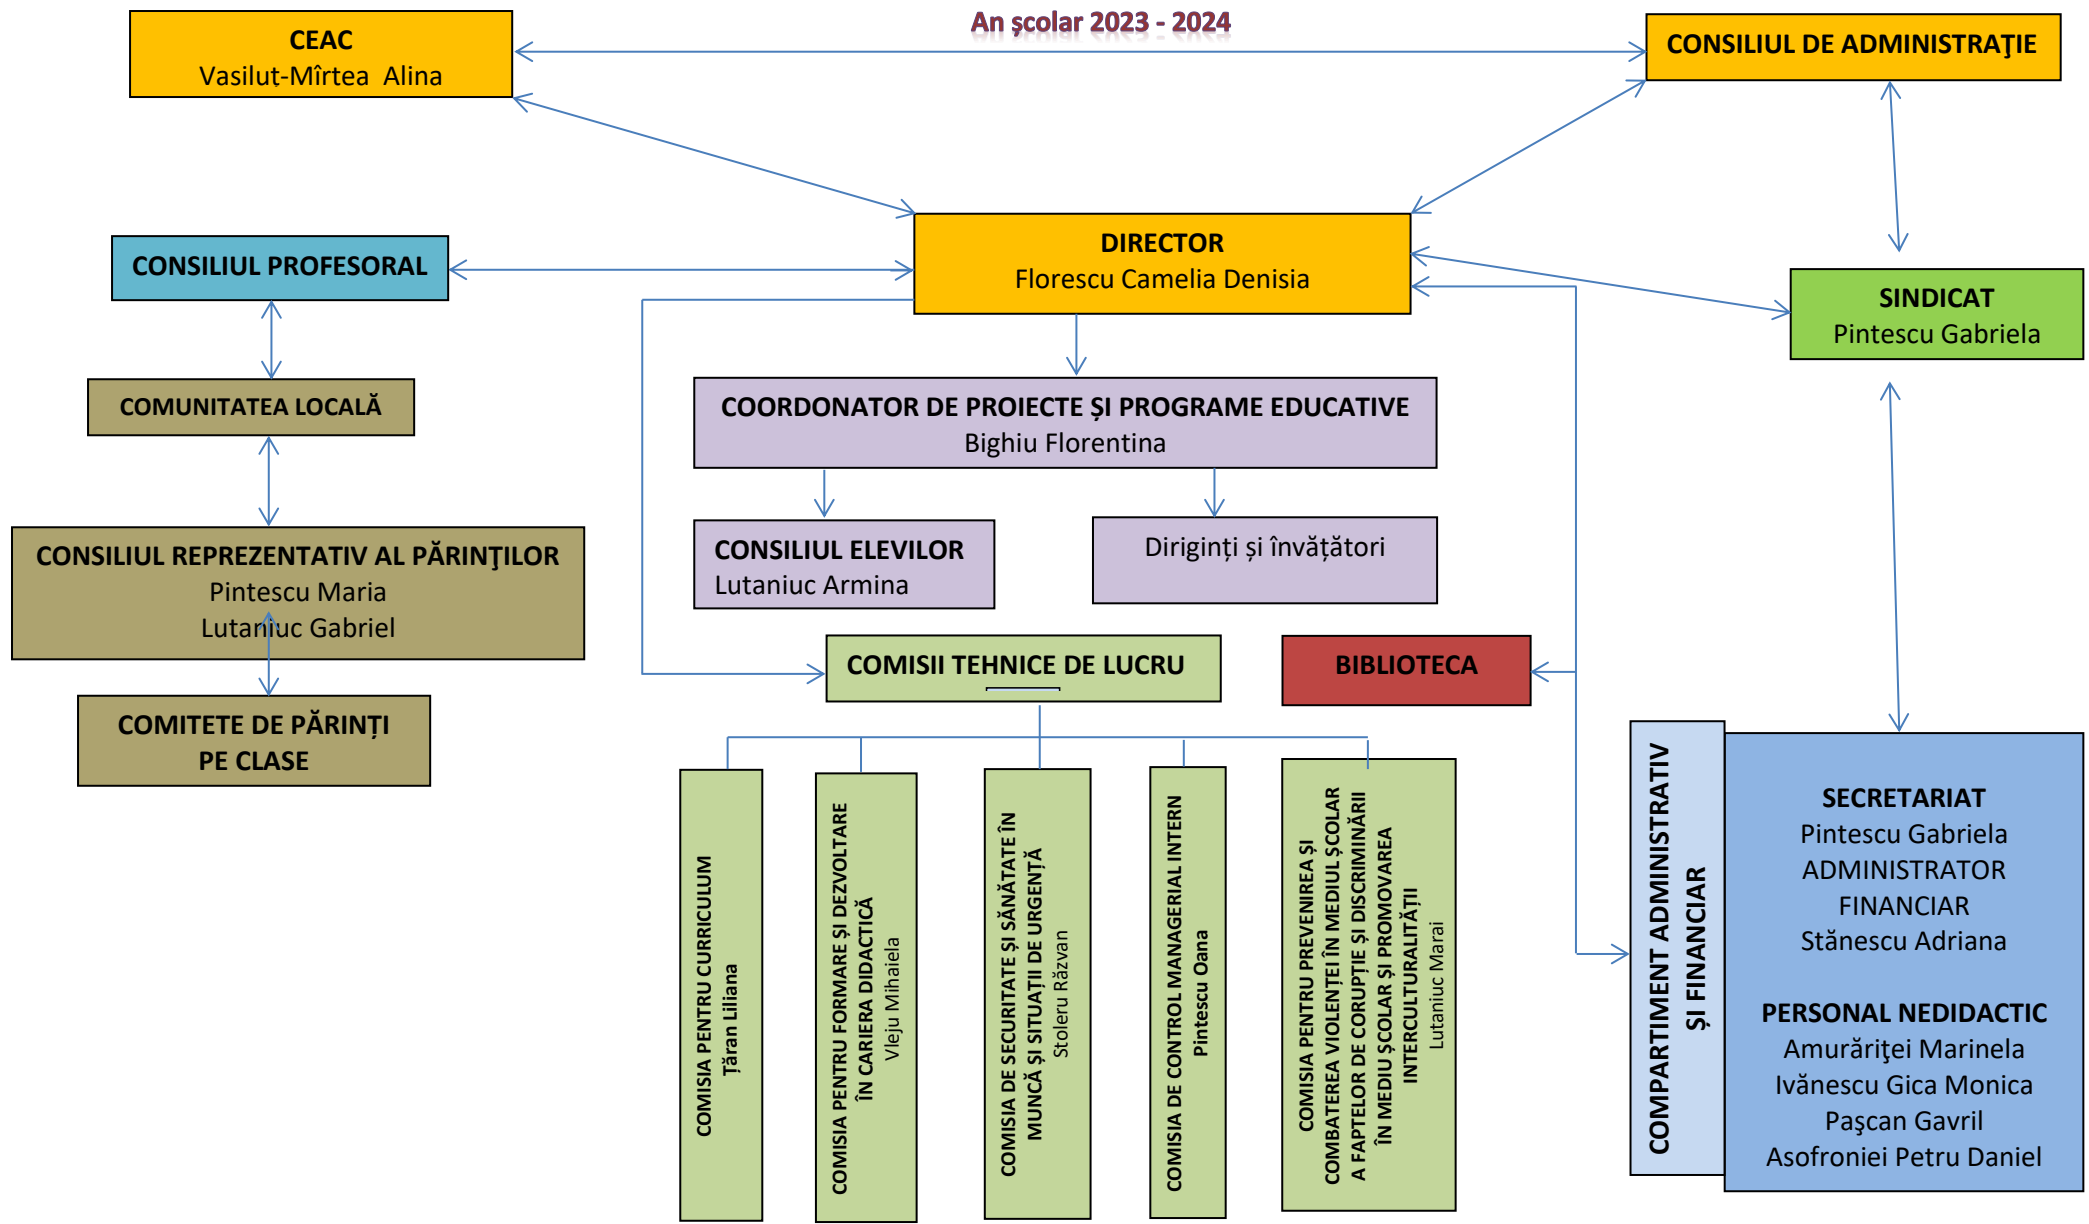 An școlar 2023 - 2024
CEAC
Vasiluț-Mîrtea Alina
CONSILIUL DE ADMINISTRAŢIE
DIRECTOR
Florescu Camelia Denisia
CONSILIUL PROFESORAL
SINDICAT
Pintescu Gabriela
COMUNITATEA LOCALĂ
COORDONATOR DE PROIECTE ȘI PROGRAME EDUCATIVE
Bighiu Florentina
CONSILIUL REPREZENTATIV AL PĂRINŢILOR
Pintescu Maria
Lutaniuc Gabriel
CONSILIUL ELEVILOR
Lutaniuc Armina
Diriginți și învățători
COMISII TEHNICE DE LUCRU
BIBLIOTECA
COMITETE DE PĂRINȚI
PE CLASE
COMISIA PENTRU CURRICULUM
Țăran Liliana
COMISIA PENTRU FORMARE ȘI DEZVOLTARE
ÎN CARIERA DIDACTICĂ
Vleju Mihaiela
COMISIA DE SECURITATE ȘI SĂNĂTATE ÎN
MUNCĂ ȘI SITUAȚII DE URGENȚĂ
Stoleru Răzvan
COMISIA DE CONTROL MANAGERIAL INTERN
Pintescu Oana
COMISIA PENTRU PREVENIREA ȘI
COMBATEREA VIOLENȚEI ÎN MEDIUL ȘCOLAR
A FAPTELOR DE CORUPȚIE ȘI DISCRIMINĂRII
ÎN MEDIU ȘCOLAR ȘI PROMOVAREA
INTERCULTURALITĂȚII
Lutaniuc Marai
COMPARTIMENT ADMINISTRATIV
ȘI FINANCIAR
SECRETARIAT
Pintescu Gabriela
ADMINISTRATOR
FINANCIAR
Stănescu Adriana
PERSONAL NEDIDACTIC
Amurăriţei Marinela
Ivănescu Gica Monica
Paşcan Gavril
Asofroniei Petru Daniel